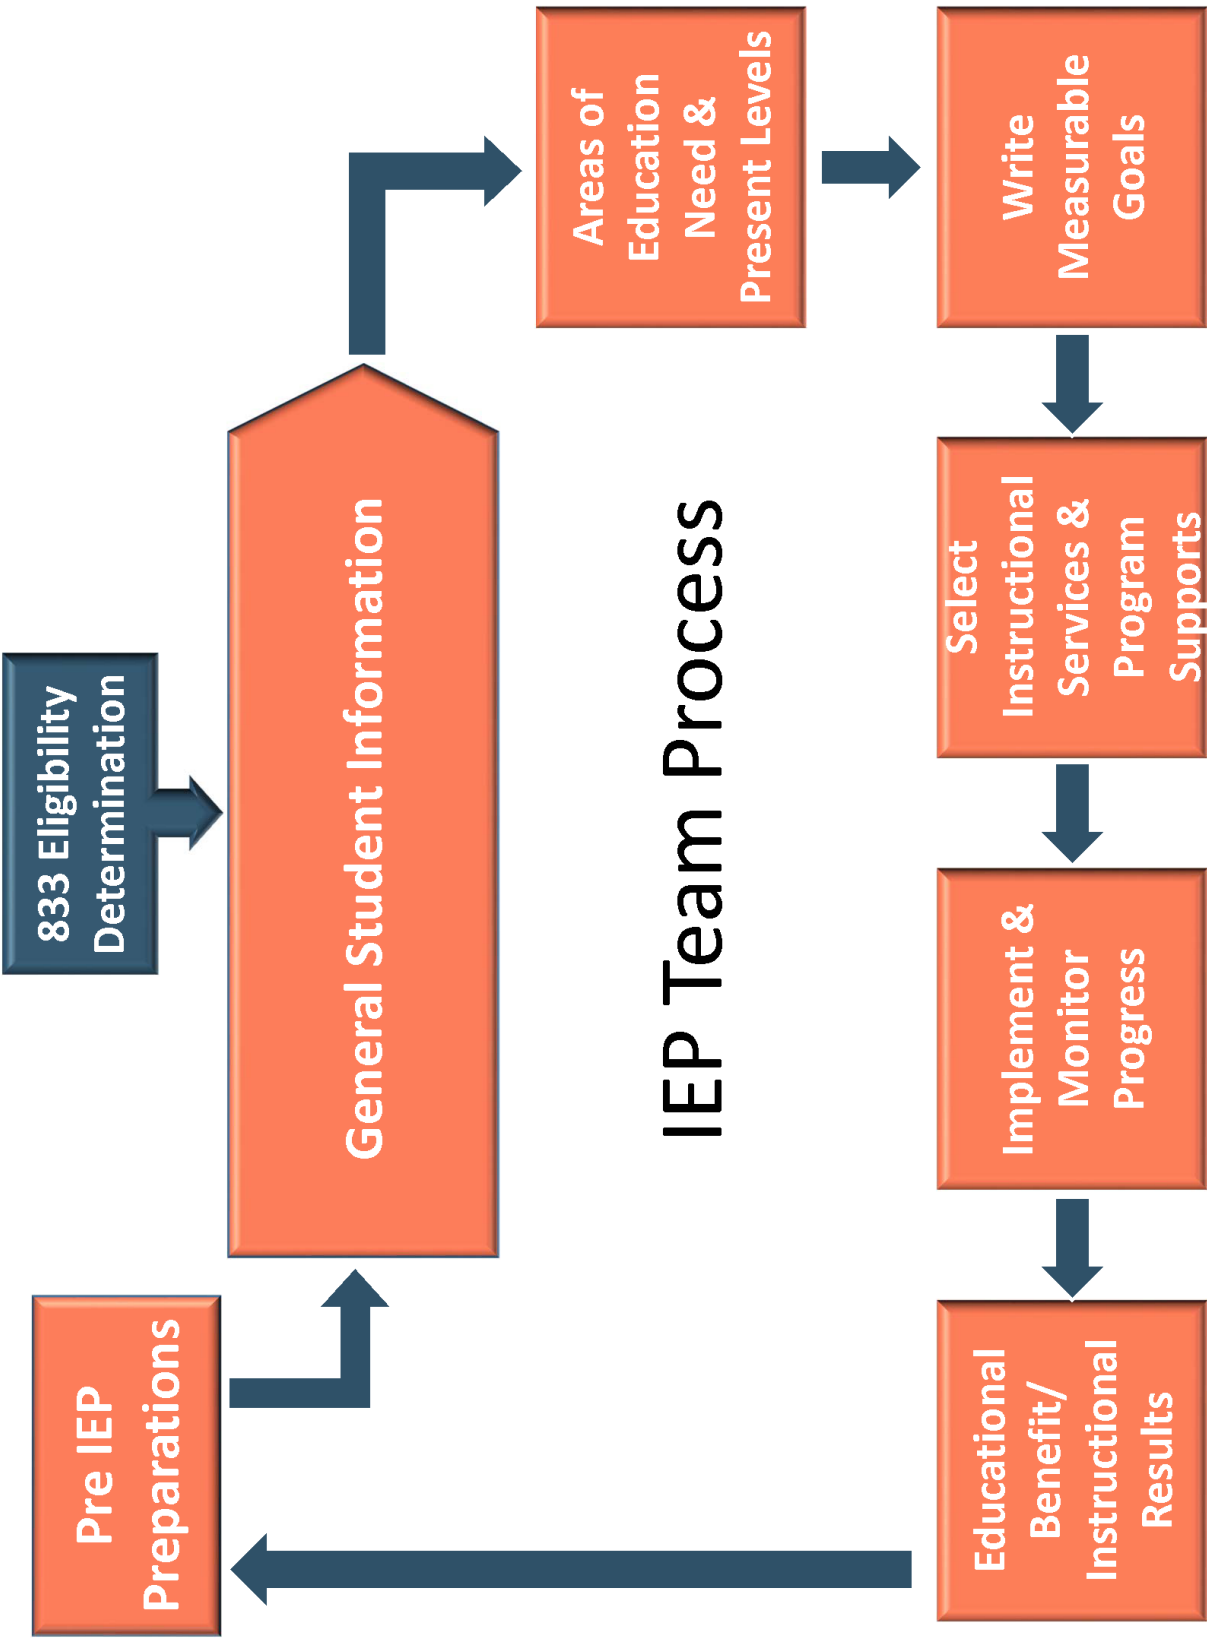 833 Eligibility
Determination
Pre IEP
Preparations
General Student Information
Areas of
Education
Need &
Present Levels
IEP Team Process
Educational
Benefit/
Instructional
Results
Implement &
Monitor
Progress
Select
Instructional
Services &
Program
Supports
Write
Measurable
Goals